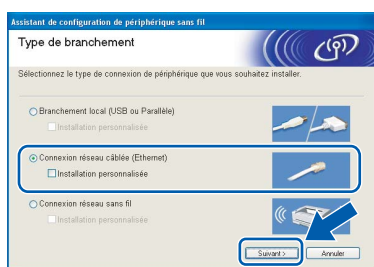 Assistant de configuration de périphérique sans fil
Type de branchement
Sélectionnez le type de connexion de périphérique que vous souhaitez installer.
Branchement local (USB ou Parallèle)
Installation personnalisée
Connexion réseau câblée (Ethernet)
Installation personnalisée
Connexion réseau sans fil
Installation personnalisée
Suivant > Annuler